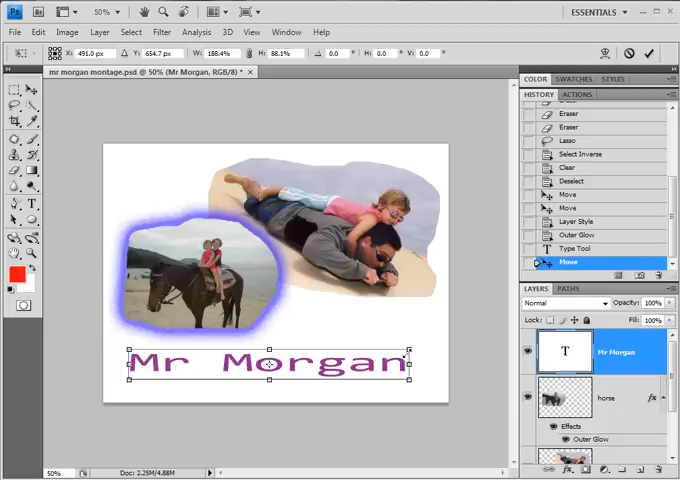 Ps Br 50% ESSENTIALS
File Edit Image Layer Select Filter Analysis 3D View Window Help
X: 491.0 px Y: 654.7 px W: 188.4% H: 88.1% 0.0 ° H: 0.0 ° V: 0.0 °
mr morgan montage.psd @ 50% (Mr Morgan, RGB/8) * ×
COLOR SWATCHES STYLES
HISTORY ACTIONS
Eraser
Eraser
Eraser
Lasso
Select Inverse
Clear
Deselect
Move
Move
Layer Style
Outer Glow
Type Tool
Move
LAYERS PATHS
Normal Opacity: 100%
Lock: Fill: 100%
T Mr Morgan
horse fx
Effects
Outer Glow
Mr Morgan
50% Doc: 2.25M/4.88M